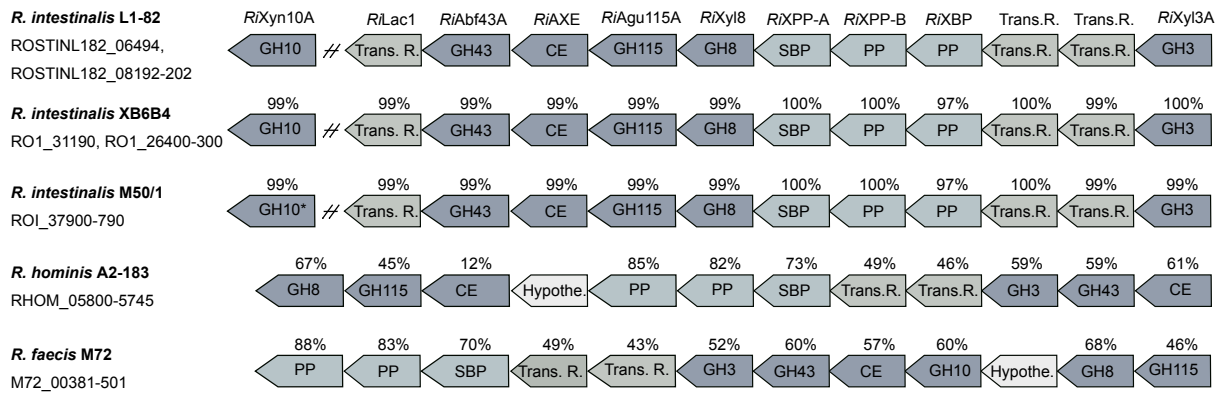 R. intestinalis L1-82 RiXyn10A RiLac1 RiAbf43A RiAXE RiAgu115A RiXyl8 RiXPP-A RiXPP-B RiXBP Trans.R. Trans.R. RiXyl3A
ROSTINL182_06494, GH10 Trans. R. GH43 CE GH115 GH8 SBP PP PP Trans.R. Trans.R. GH3
ROSTINL182_08192-202
R. intestinalis XB6B4 99% 99% 99% 99% 99% 99% 100% 100% 97% 100% 99% 100%
RO1_31190, RO1_26400-300 GH10 Trans. R. GH43 CE GH115 GH8 SBP PP PP Trans.R. Trans.R. GH3
R. intestinalis M50/1 99% 99% 99% 99% 99% 99% 100% 100% 97% 100% 99% 99%
ROI_37900-790 GH10* Trans. R. GH43 CE GH115 GH8 SBP PP PP Trans.R. Trans.R. GH3
R. hominis A2-183 67% 45% 12% 85% 82% 73% 49% 46% 59% 59% 61%
RHOM_05800-5745 GH8 GH115 CE Hypothe. PP PP SBP Trans.R. Trans.R. GH3 GH43 CE
R. faecis M72 88% 83% 70% 49% 43% 52% 60% 57% 60% 68% 46%
M72_00381-501 PP PP SBP Trans. R. Trans. R. GH3 GH43 CE GH10 Hypothe. GH8 GH115